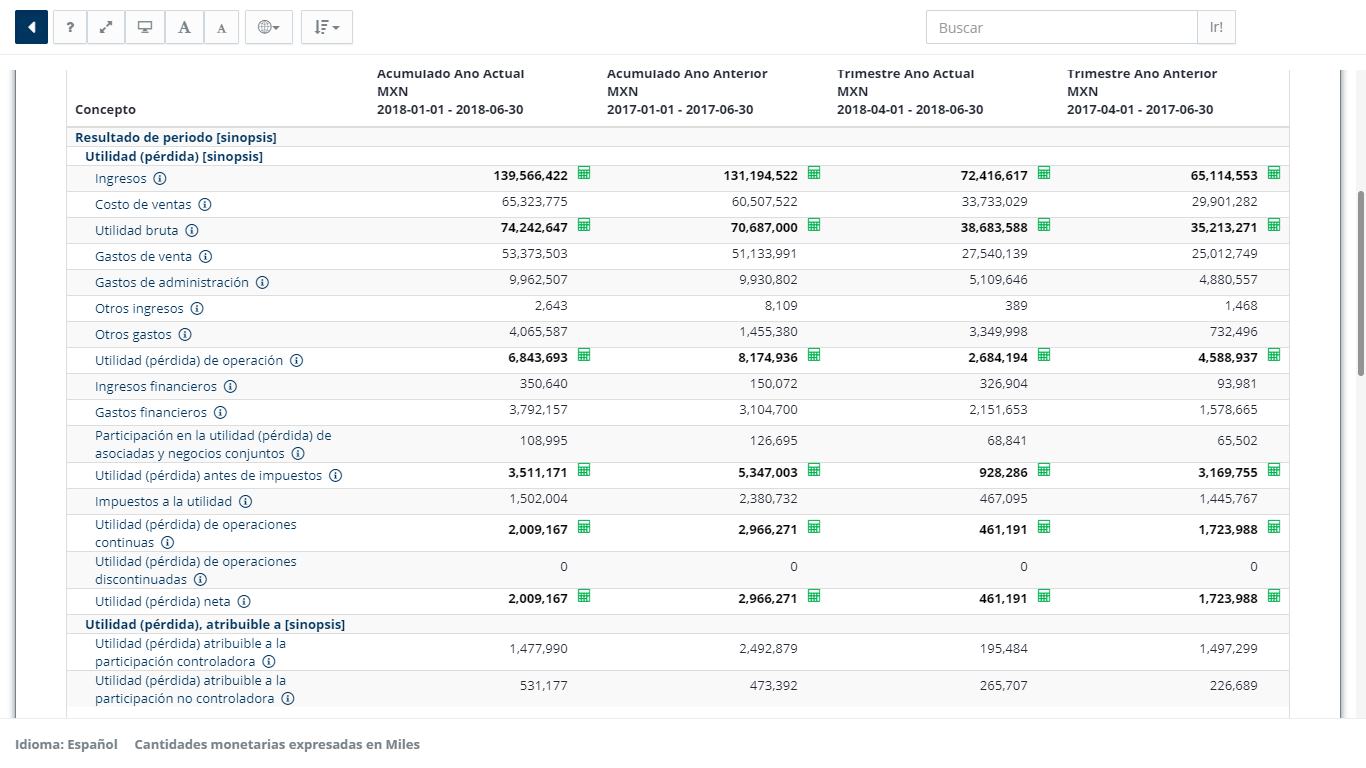 ? A A
Buscar Ir!
Acumulado Año Actual Acumulado Año Anterior Trimestre Año Actual Trimestre Año Anterior
MXN MXN MXN MXN
Concepto 2018-01-01 - 2018-06-30 2017-01-01 - 2017-06-30 2018-04-01 - 2018-06-30 2017-04-01 - 2017-06-30
Resultado de periodo [sinopsis]
Utilidad (pérdida) [sinopsis]
Ingresos 139,566,422 131,194,522 72,416,617 65,114,553
Costo de ventas 65,323,775 60,507,522 33,733,029 29,901,282
Utilidad bruta 74,242,647 70,687,000 38,683,588 35,213,271
Gastos de venta 53,373,503 51,133,991 27,540,139 25,012,749
Gastos de administración 9,962,507 9,930,802 5,109,646 4,880,557
Otros ingresos 2,643 8,109 389 1,468
Otros gastos 4,065,587 1,455,380 3,349,998 732,496
Utilidad (pérdida) de operación 6,843,693 8,174,936 2,684,194 4,588,937
Ingresos financieros 350,640 150,072 326,904 93,981
Gastos financieros 3,792,157 3,104,700 2,151,653 1,578,665
Participación en la utilidad (pérdida) de
asociadas y negocios conjuntos 108,995 126,695 68,841 65,502
Utilidad (pérdida) antes de impuestos 3,511,171 5,347,003 928,286 3,169,755
Impuestos a la utilidad 1,502,004 2,380,732 467,095 1,445,767
Utilidad (pérdida) de operaciones
continuas 2,009,167 2,966,271 461,191 1,723,988
Utilidad (pérdida) de operaciones
discontinuadas 0 0 0 0
Utilidad (pérdida) neta 2,009,167 2,966,271 461,191 1,723,988
Utilidad (pérdida), atribuible a [sinopsis]
Utilidad (pérdida) atribuible a la
participación controladora 1,477,990 2,492,879 195,484 1,497,299
Utilidad (pérdida) atribuible a la
participación no controladora 531,177 473,392 265,707 226,689
Idioma: Español Cantidades monetarias expresadas en Miles